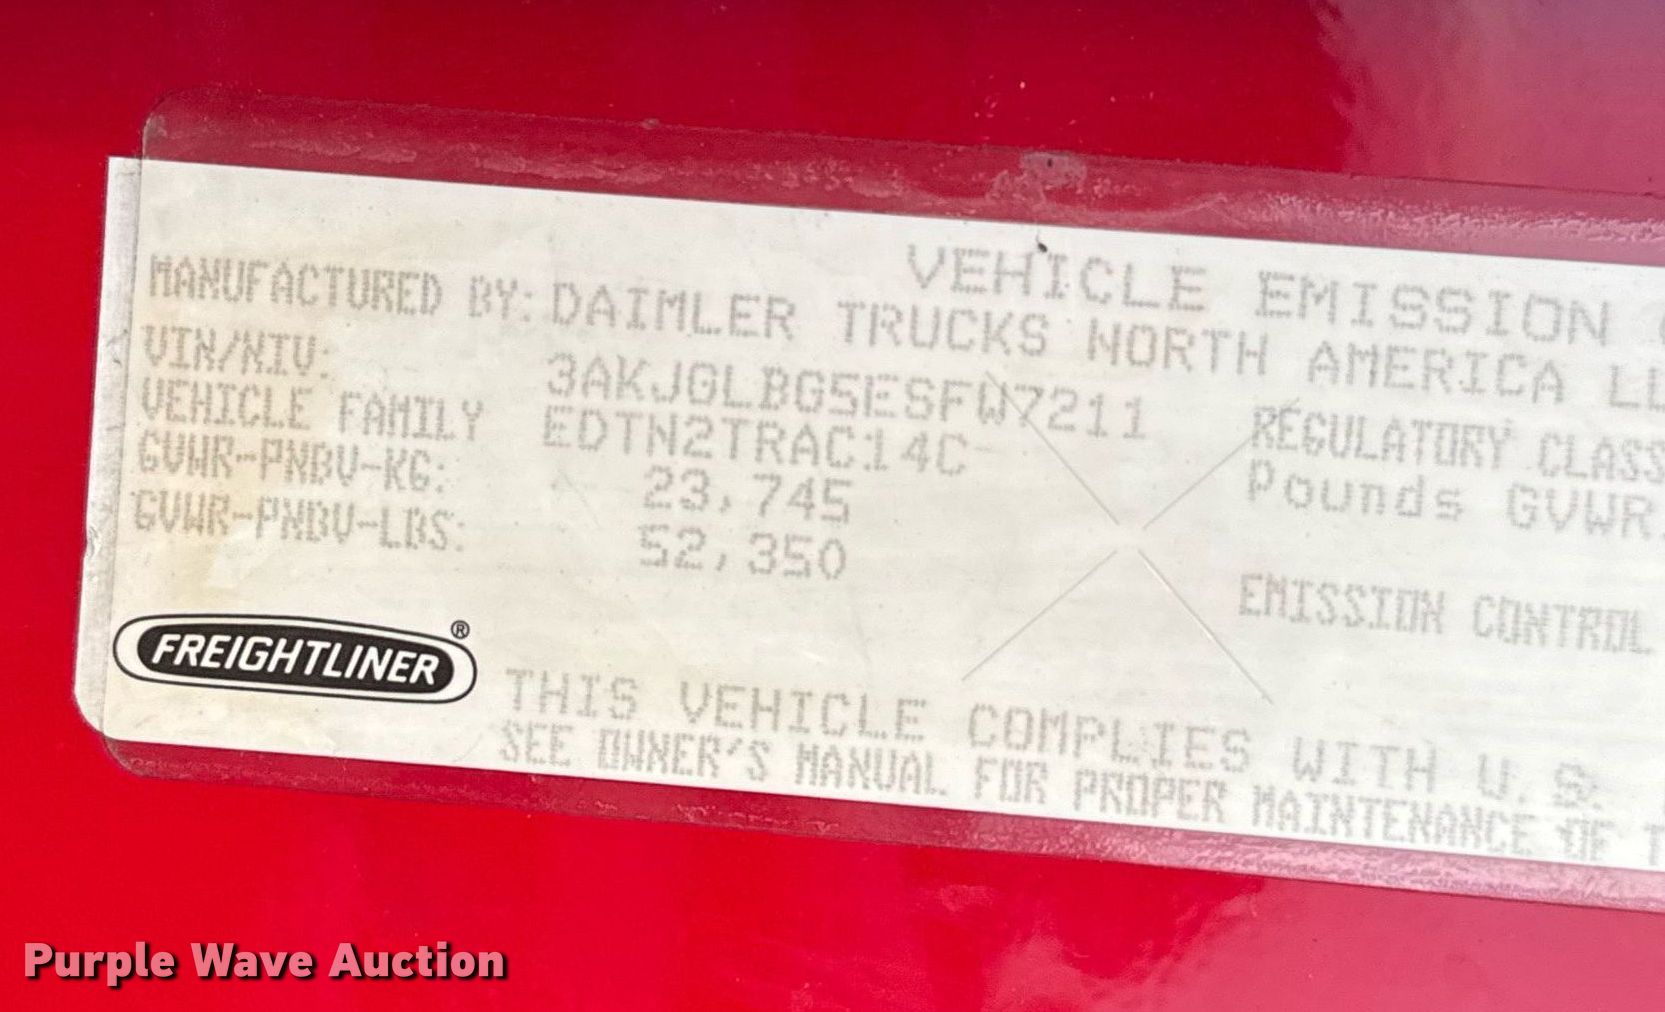 VEHICLE EMISSION
MANUFACTURED BY: DAIMLER TRUCKS NORTH AMERICA
VIN/NIV: 3AKJGLBG5ESFW7211
VEHICLE FAMILY EDTN2TRAC14C REGULATORY CLASS
GVWR-PNBV-KG: 23,745 Pounds GVWR
GVWR-PNBV-LBS: 52,350
EMISSION CONTROL
FREIGHTLINER®
THIS VEHICLE COMPLIES WITH U.S.
SEE OWNER'S MANUAL FOR PROPER MAINTENANCE OF
Purple Wave Auction